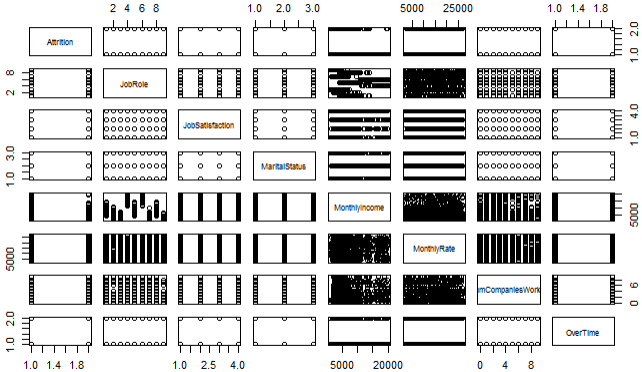 2 4 6 8
1.0 2.0 3.0
5000 25000
1.0 1.4 1.8
Attrition
1.0 2.0
2 8
JobRole
JobSatisfaction
1.0 4.0
1.0 3.0
MaritalStatus
MonthlyIncome
5000
5000
MonthlyRate
mCompaniesWork
0 6
1.0 2.0
OverTime
1.0 1.4 1.8
1.0 2.5 4.0
5000 20000
0 4 8